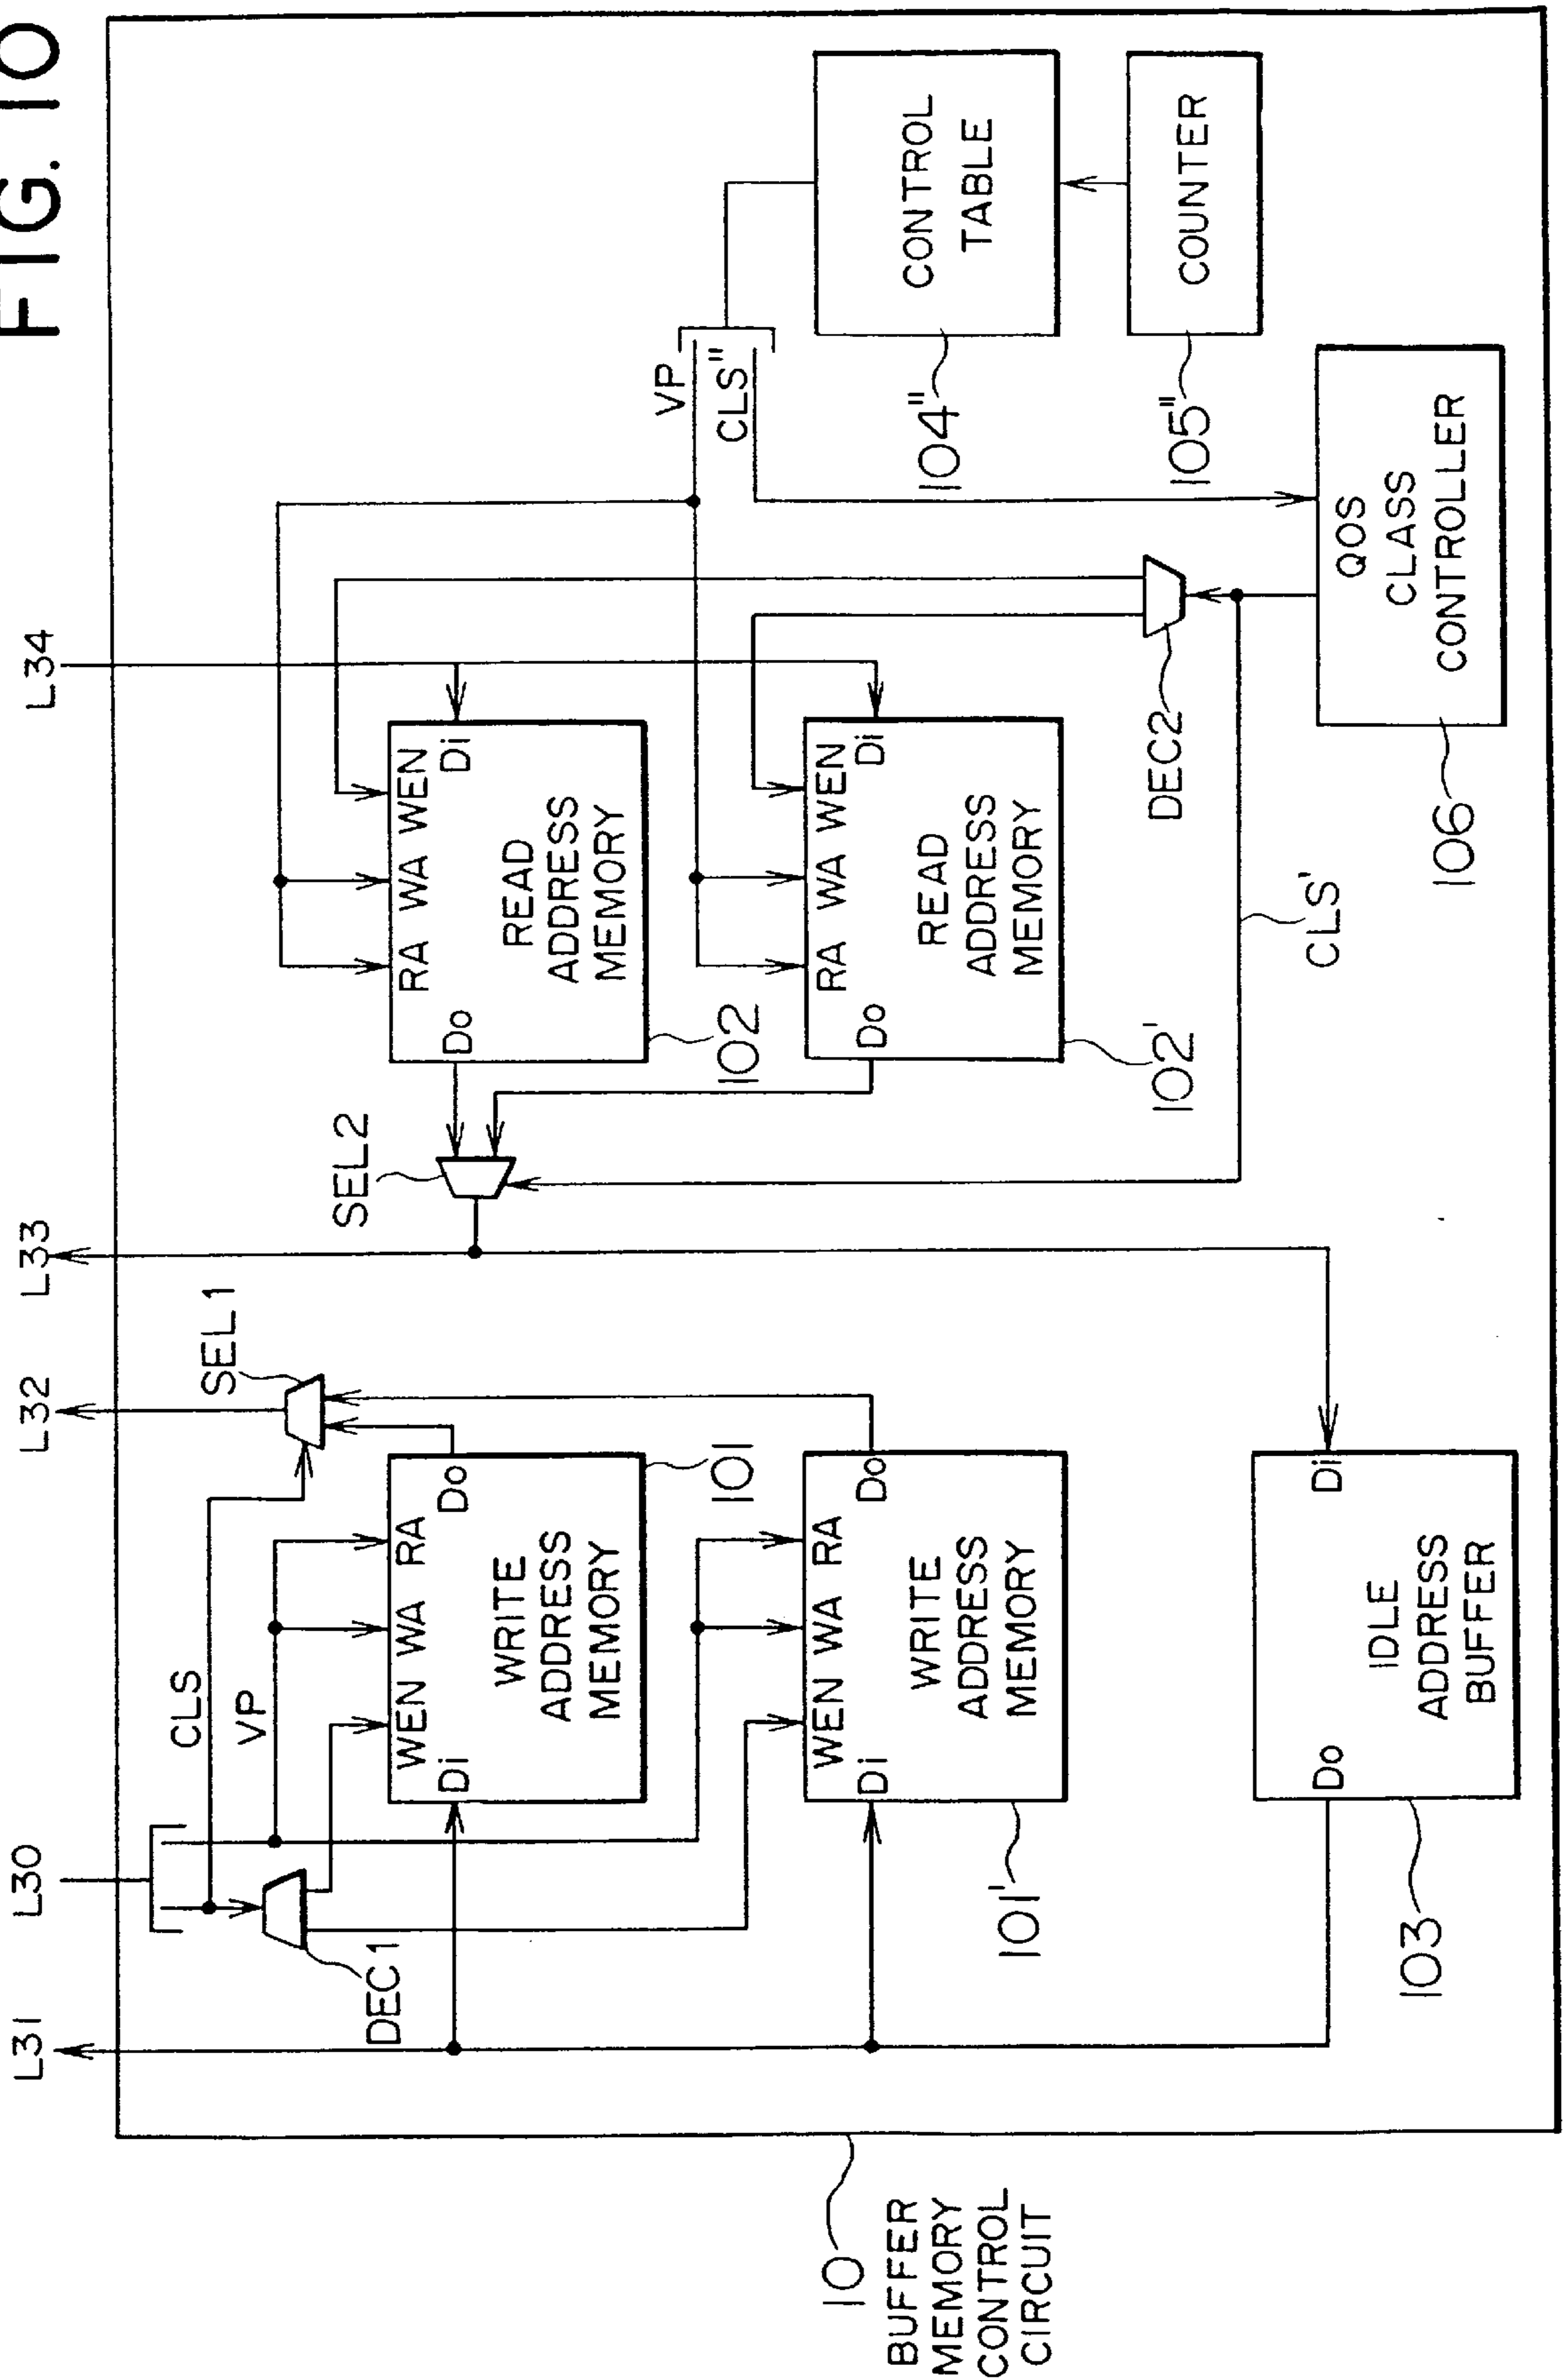 FIG. 10
L31
L30
L32
L33
L34
CLS
VP
DEC1
SEL1
WEN WA RA
Di
Do
WRITE
ADDRESS
MEMORY
101
WEN WA RA
Di
Do
WRITE
ADDRESS
MEMORY
101'
Do
Di
IDLE
ADDRESS
BUFFER
103
SEL2
RA WA WEN
Do
Di
READ
ADDRESS
MEMORY
102
RA WA WEN
Do
Di
READ
ADDRESS
MEMORY
102'
VP
CLS"
CONTROL
TABLE
104"
COUNTER
105"
DEC2
CLS'
QOS
CLASS
CONTROLLER
106
10
BUFFER
MEMORY
CONTROL
CIRCUIT